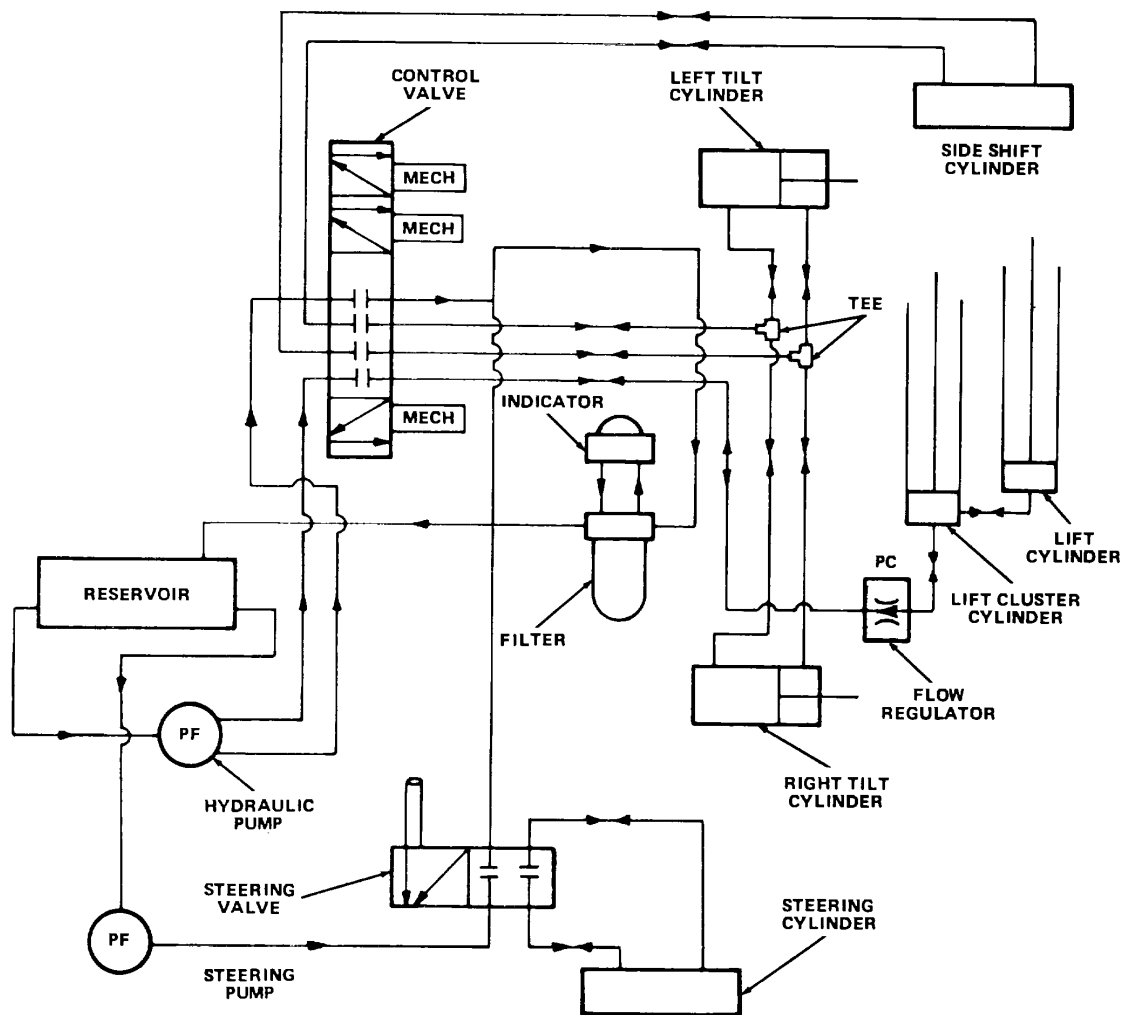 CONTROL
VALVE
LEFT TILT
CYLINDER
SIDE SHIFT
CYLINDER
MECH
MECH
TEE
MECH
INDICATOR
LIFT
CYLINDER
PC
LIFT CLUSTER
CYLINDER
RESERVOIR
FILTER
FLOW
REGULATOR
PF
HYDRAULIC
PUMP
RIGHT TILT
CYLINDER
STEERING
VALVE
STEERING
CYLINDER
PF
STEERING
PUMP